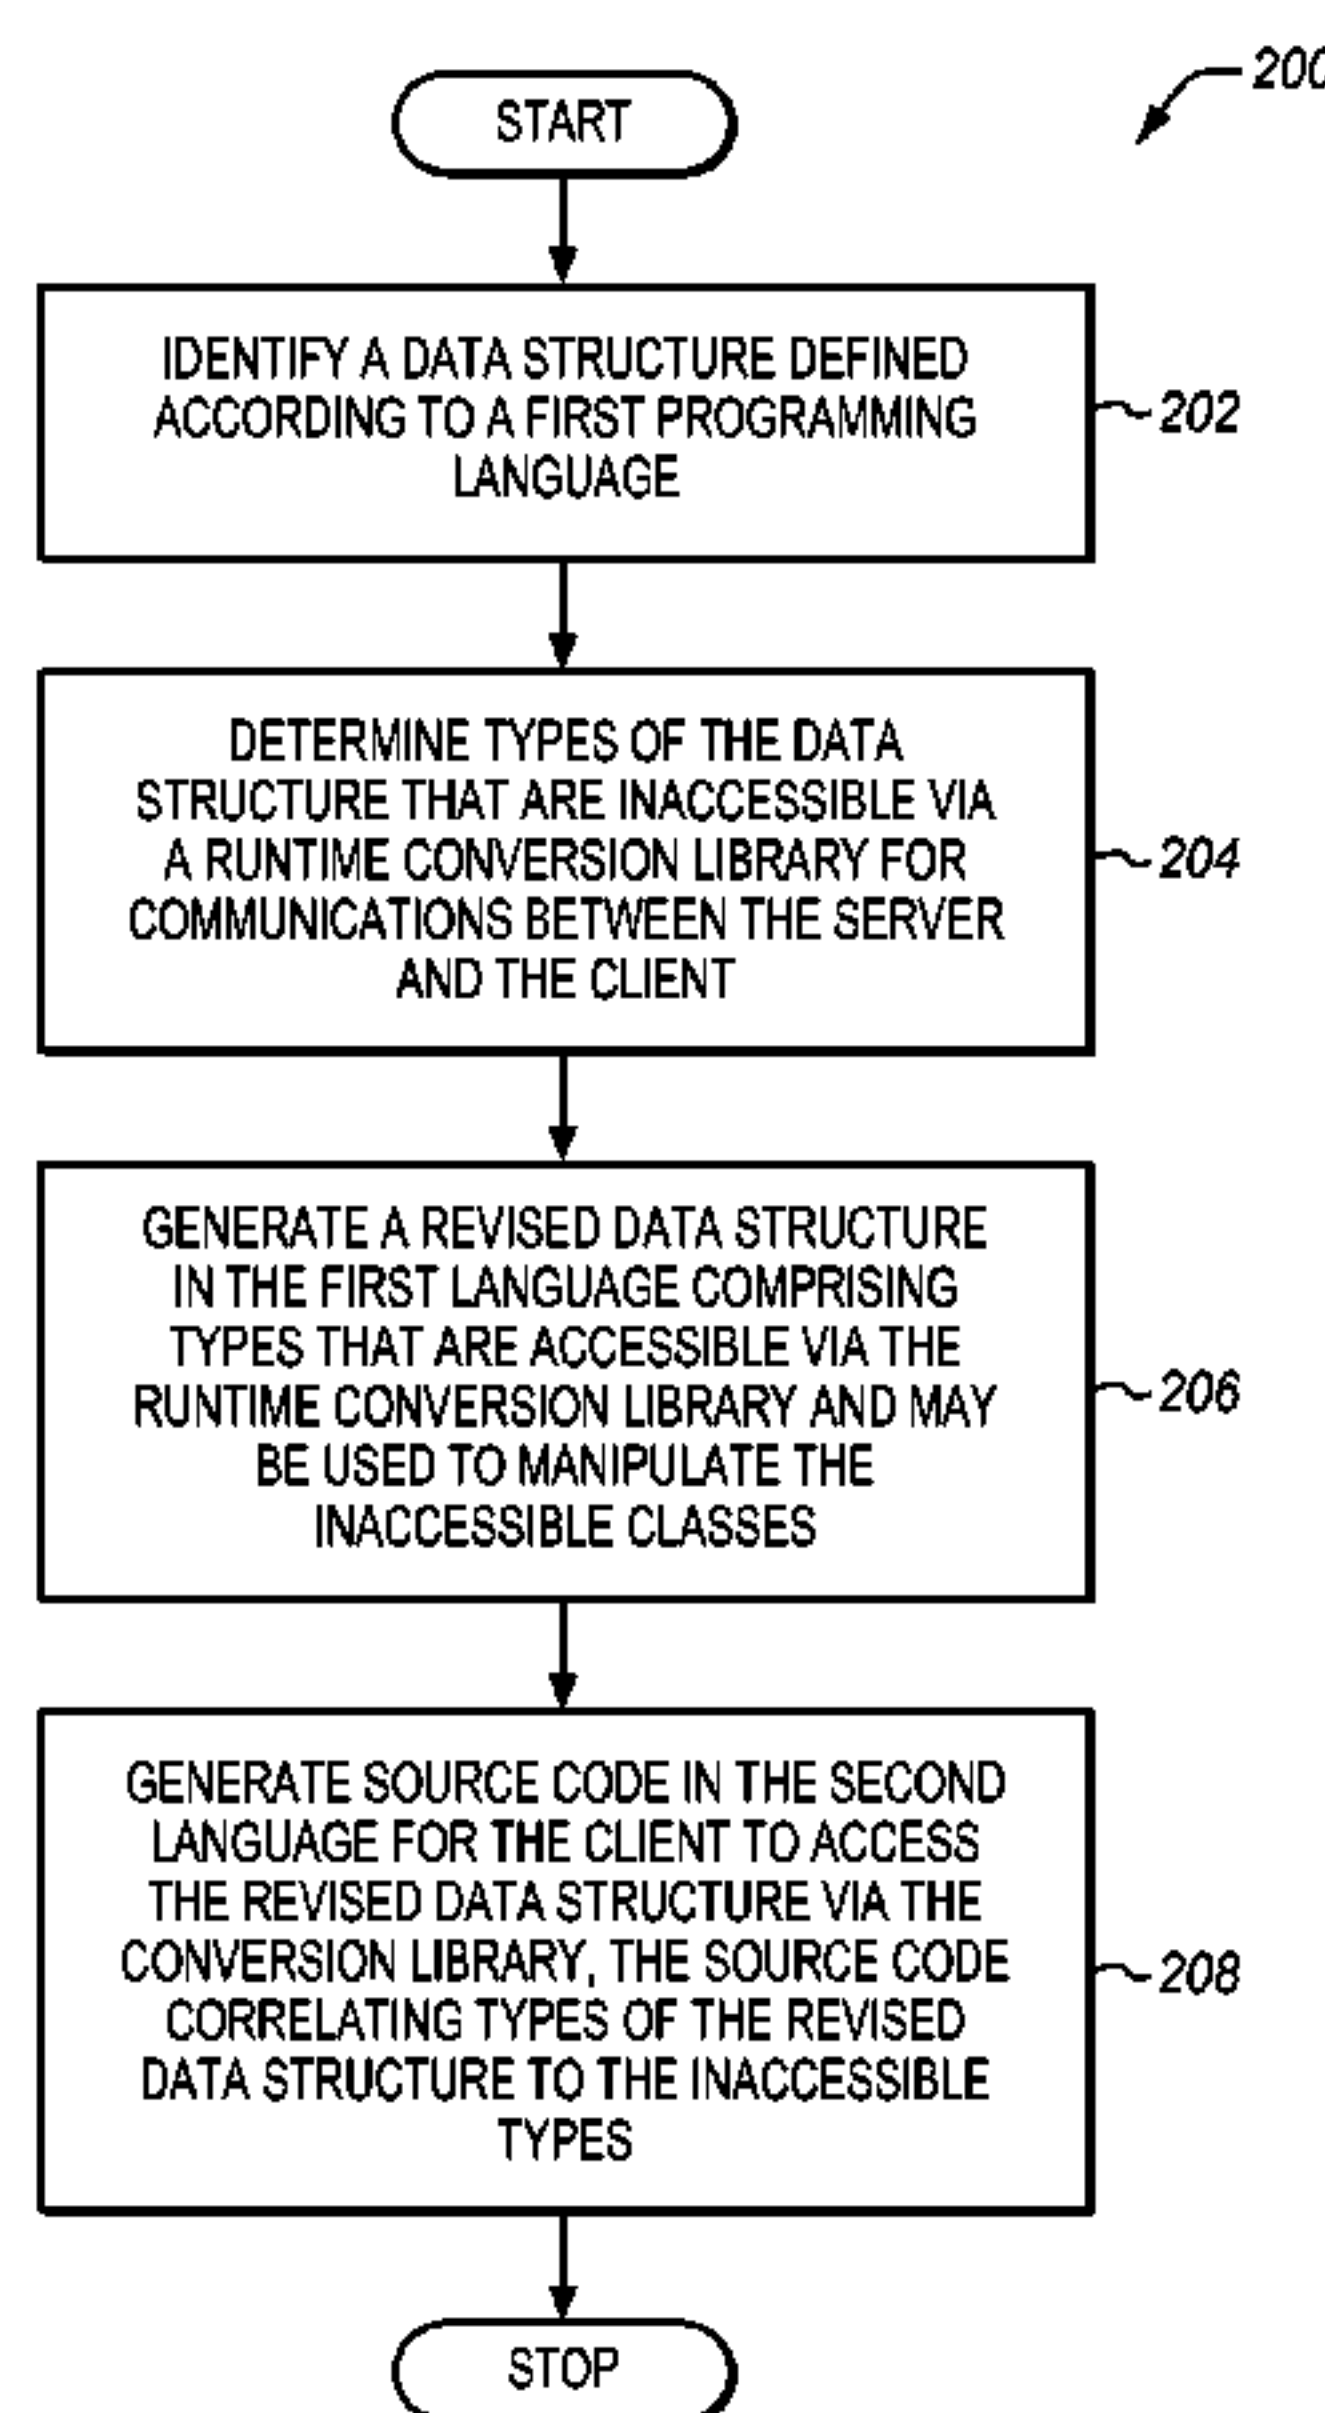 200
START
IDENTIFY A DATA STRUCTURE DEFINED
ACCORDING TO A FIRST PROGRAMMING
LANGUAGE
202
DETERMINE TYPES OF THE DATA
STRUCTURE THAT ARE INACCESSIBLE VIA
A RUNTIME CONVERSION LIBRARY FOR
COMMUNICATIONS BETWEEN THE SERVER
AND THE CLIENT
204
GENERATE A REVISED DATA STRUCTURE
IN THE FIRST LANGUAGE COMPRISING
TYPES THAT ARE ACCESSIBLE VIA THE
RUNTIME CONVERSION LIBRARY AND MAY
BE USED TO MANIPULATE THE
INACCESSIBLE CLASSES
206
GENERATE SOURCE CODE IN THE SECOND
LANGUAGE FOR THE CLIENT TO ACCESS
THE REVISED DATA STRUCTURE VIA THE
CONVERSION LIBRARY, THE SOURCE CODE
CORRELATING TYPES OF THE REVISED
DATA STRUCTURE TO THE INACCESSIBLE
TYPES
208
STOP